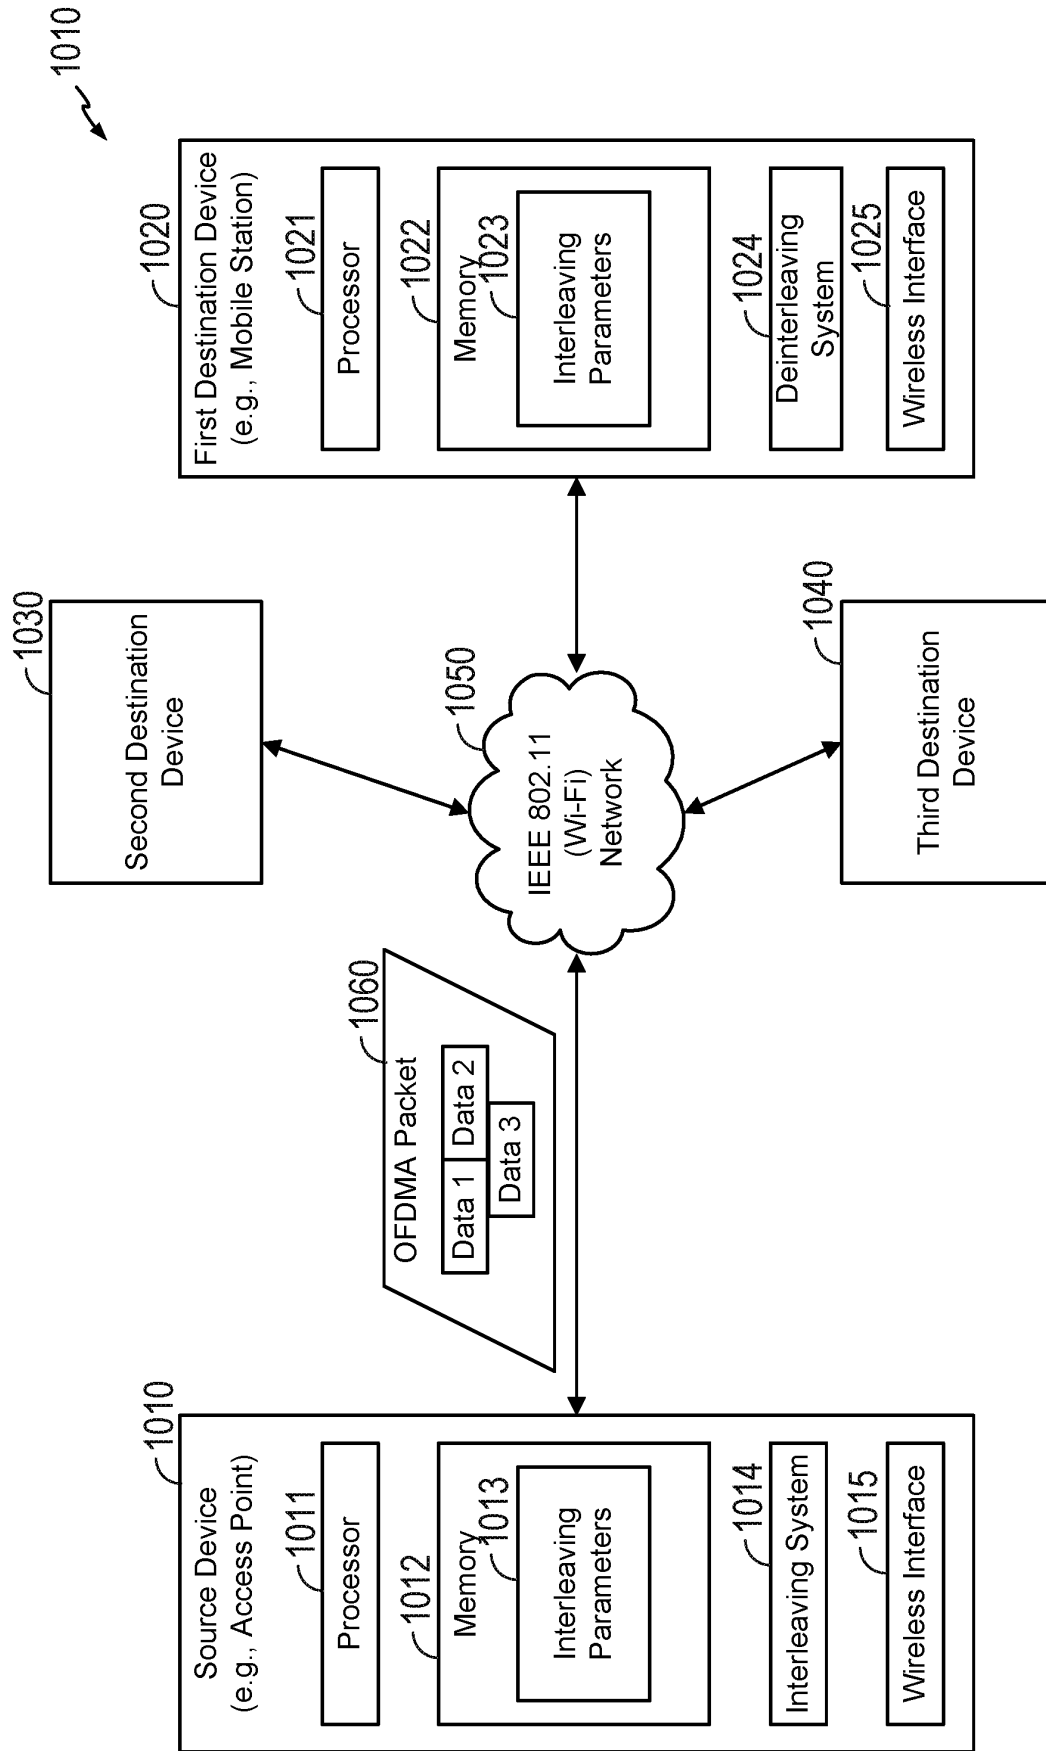 1010
1010
Source Device
(e.g., Access Point)
1011
Processor
1012
Memory
1013
Interleaving
Parameters
1014
Interleaving System
1015
Wireless Interface
1060
OFDMA Packet
Data 1
Data 2
Data 3
1030
Second Destination
Device
1050
IEEE 802.11
(Wi-Fi)
Network
1040
Third Destination
Device
1020
First Destination Device
(e.g., Mobile Station)
1021
Processor
1022
Memory
1023
Interleaving
Parameters
1024
Deinterleaving
System
1025
Wireless Interface